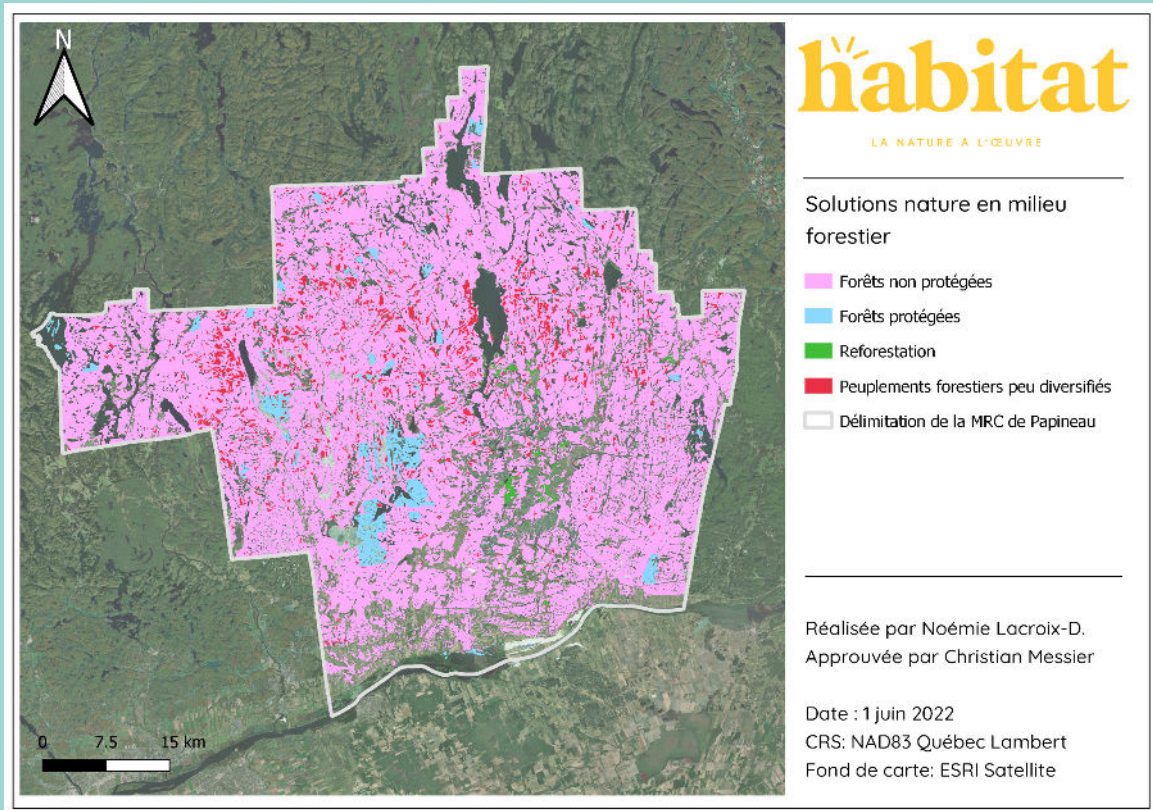 N
habitat
LA NATURE À L'ŒUVRE
Solutions nature en milieu
forestier
Forêts non protégées
Forêts protégées
Reforestation
Peuplements forestiers peu diversifiés
Délimitation de la MRC de Papineau
Réalisée par Noémie Lacroix-D.
Approuvée par Christian Messier
Date : 1 juin 2022
CRS: NAD83 Québec Lambert
Fond de carte: ESRI Satellite
0 7.5 15 km